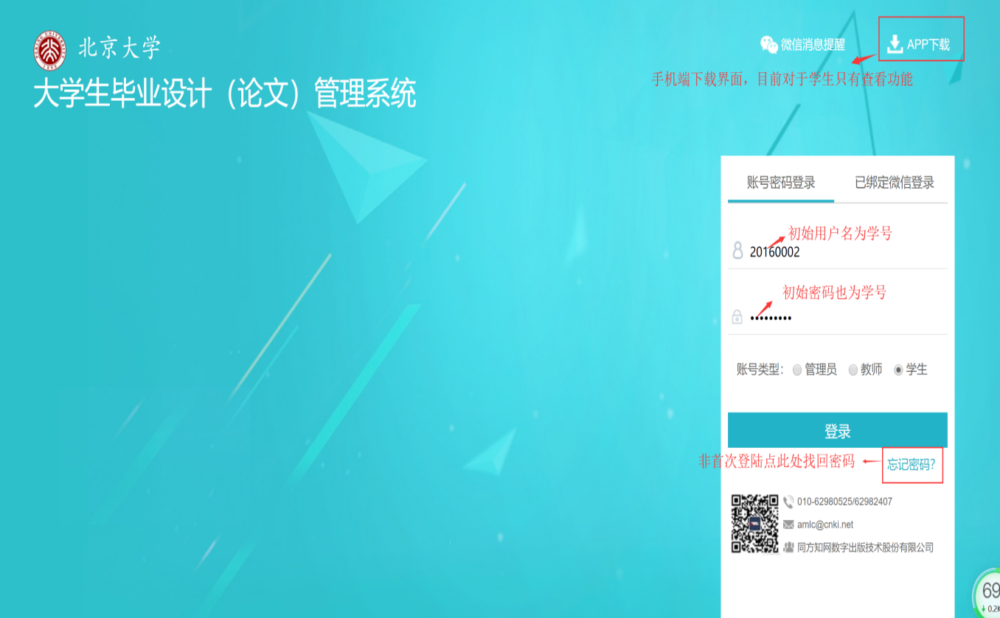 北京大学
大学生毕业设计（论文）管理系统
微信消息提醒
APP下载
手机端下载界面，目前对于学生只有查看功能
账号密码登录
已绑定微信登录
初始用户名为学号
20160002
初始密码也为学号
•••••••••
账号类型： 管理员 教师 学生
登录
非首次登陆点此处找回密码
忘记密码?
010-62980525/62982407
amlc@cnki.net
同方知网数字出版技术股份有限公司
69
0.2K